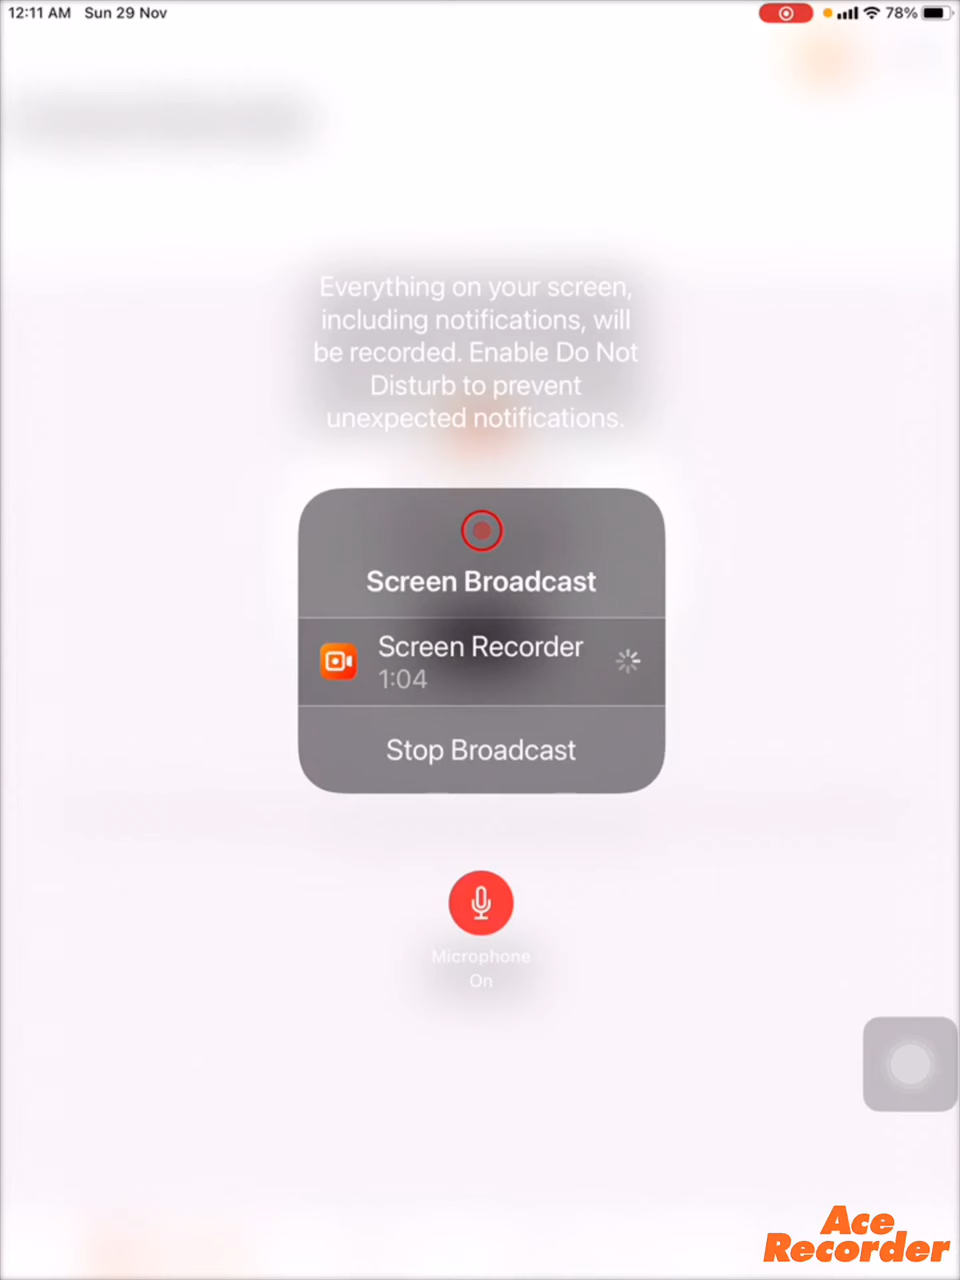 12:11 AM Sun 29 Nov
78%
Everything on your screen,
including notifications, will
be recorded. Enable Do Not
Disturb to prevent
unexpected notifications.
Screen Broadcast
Screen Recorder
1:04
Stop Broadcast
Microphone
On
Ace
Recorder